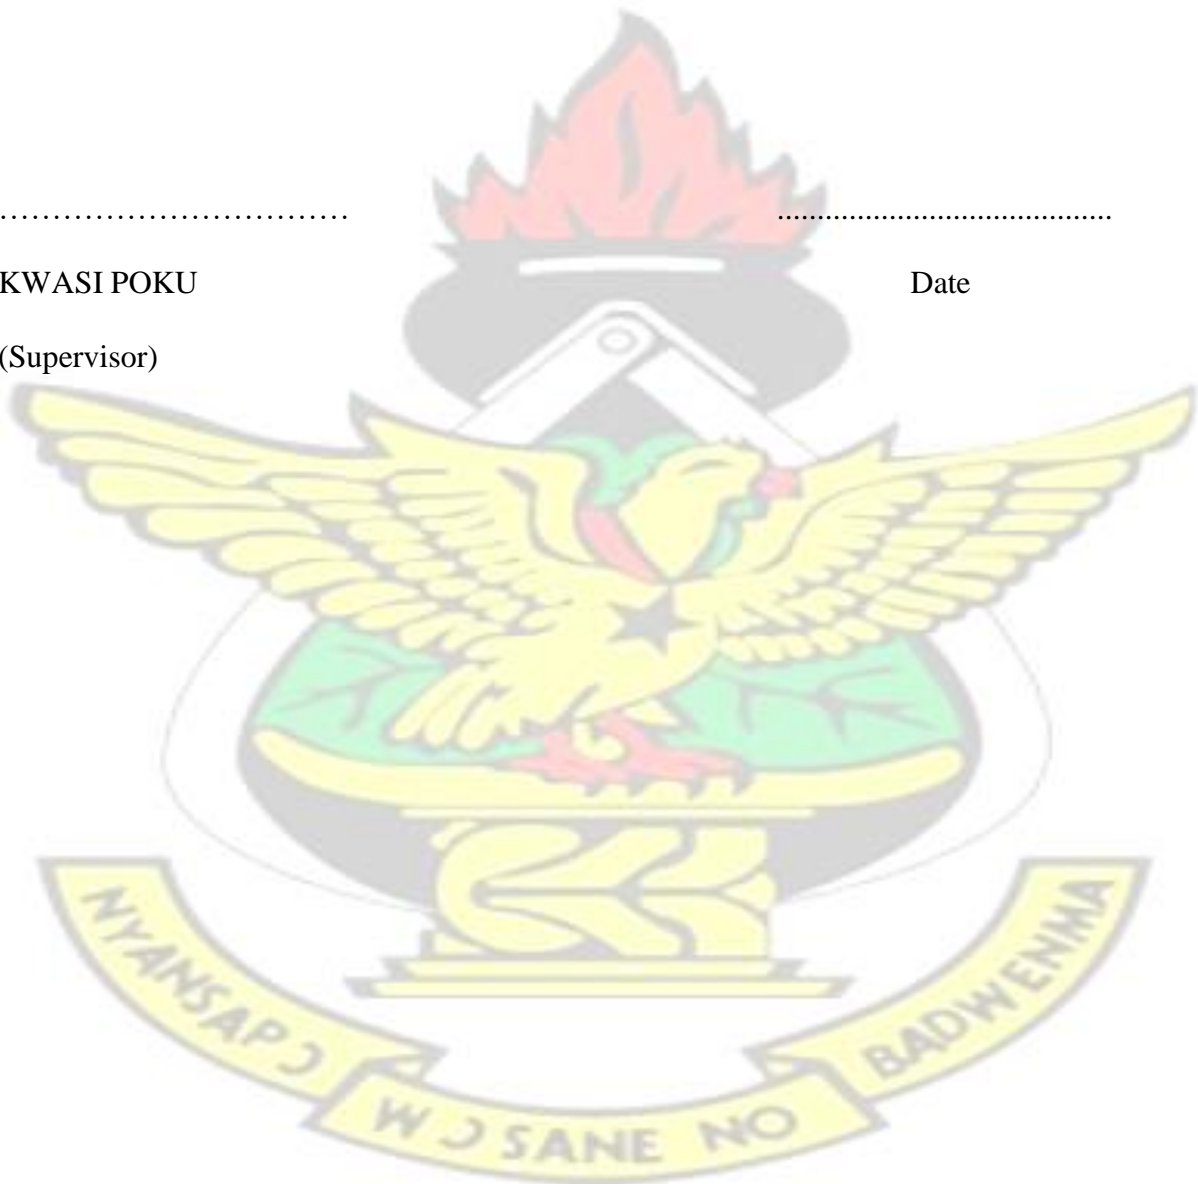 ……………………………… ..........................................
KWASI POKU Date
(Supervisor)
NYANSAPƆ WƆSANE NO BADWENMA